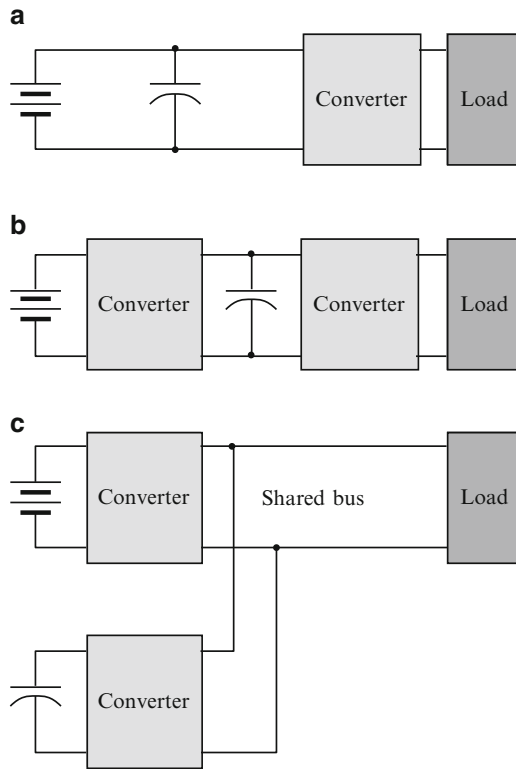 a
Converter
Load
b
Converter
Converter
Load
c
Converter
Shared bus
Load
Converter